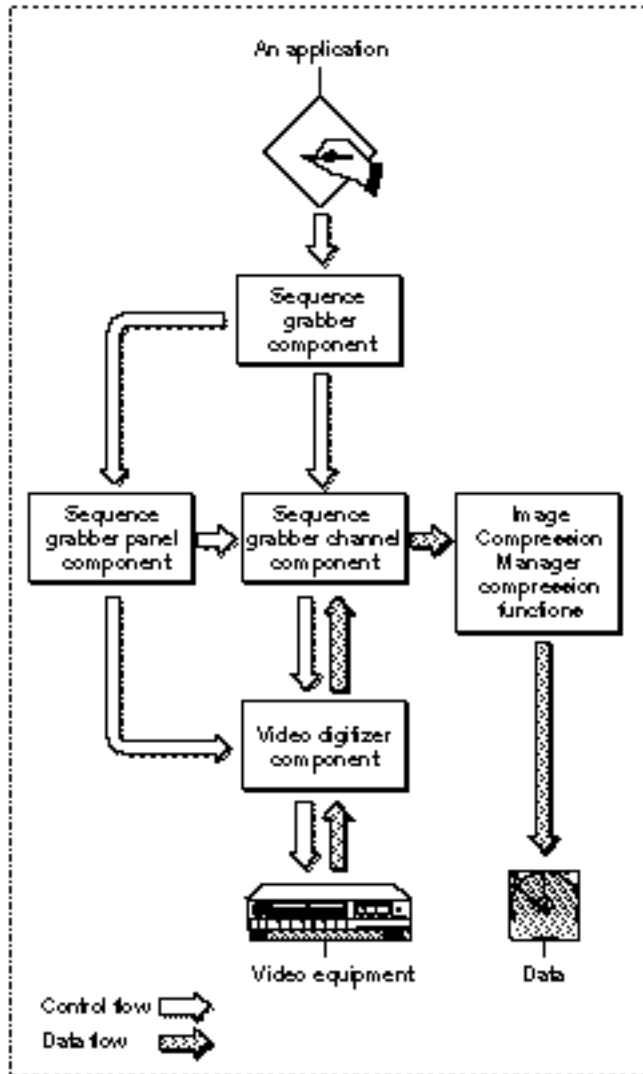 An application
Sequence
grabber
component
Sequence
grabber panel
component
Sequence
grabber channel
component
Image
Compression
Manager
compression
functions
Video digitizer
component
Video equipment
Data
Control flow
Data flow